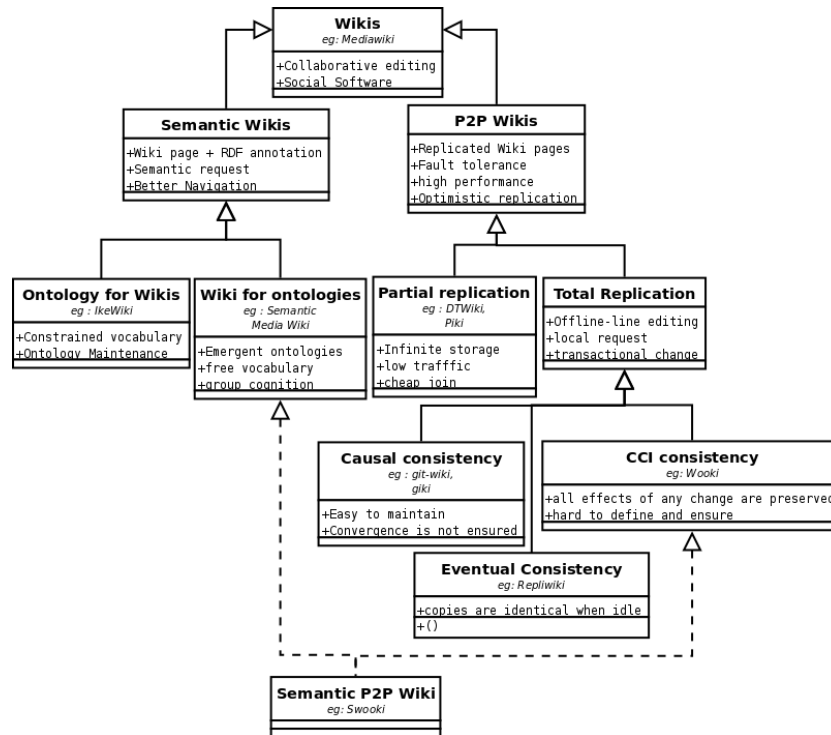 Wikis
eg: Mediawiki
+Collaborative editing
+Social Software
Semantic Wikis
+Wiki page + RDF annotation
+Semantic request
+Better Navigation
P2P Wikis
+Replicated Wiki pages
+Fault tolerance
+high performance
+Optimistic replication
Ontology for Wikis
eg : IkeWiki
+Constrained vocabulary
+Ontology Maintenance
Wiki for ontologies
eg : Semantic
Media Wiki
+Emergent ontologies
+free vocabulary
+group cognition
Partial replication
eg : DTWiki,
Piki
+Infinite storage
+low trafffic
+cheap join
Total Replication
+Offline-line editing
+local request
+transactional change
Causal consistency
eg : git-wiki,
giki
+Easy to maintain
+Convergence is not ensured
CCI consistency
eg: Wooki
+all effects of any change are preserved
+hard to define and ensure
Eventual Consistency
eg: Repliwiki
+copies are identical when idle
+()
Semantic P2P Wiki
eg: Swooki